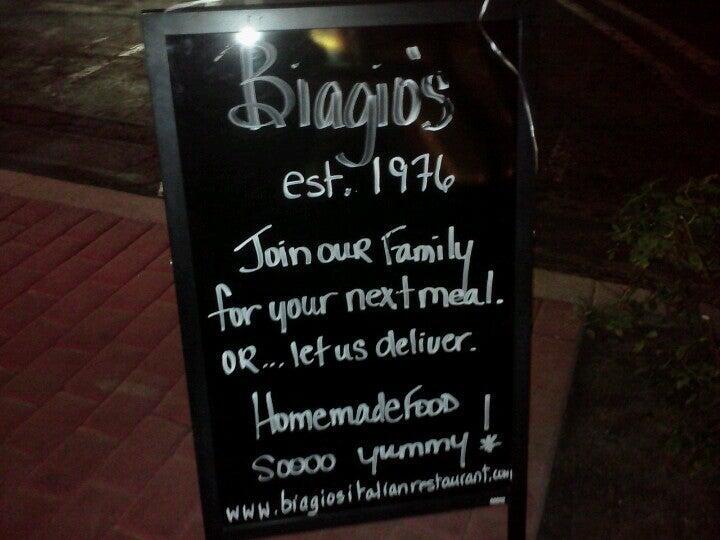 Biagio's
est. 1976
Join our Family
for your next meal.
OR... let us deliver.
Homemade Food
Soooo yummy!
www.biagiositalianrestaurant.com